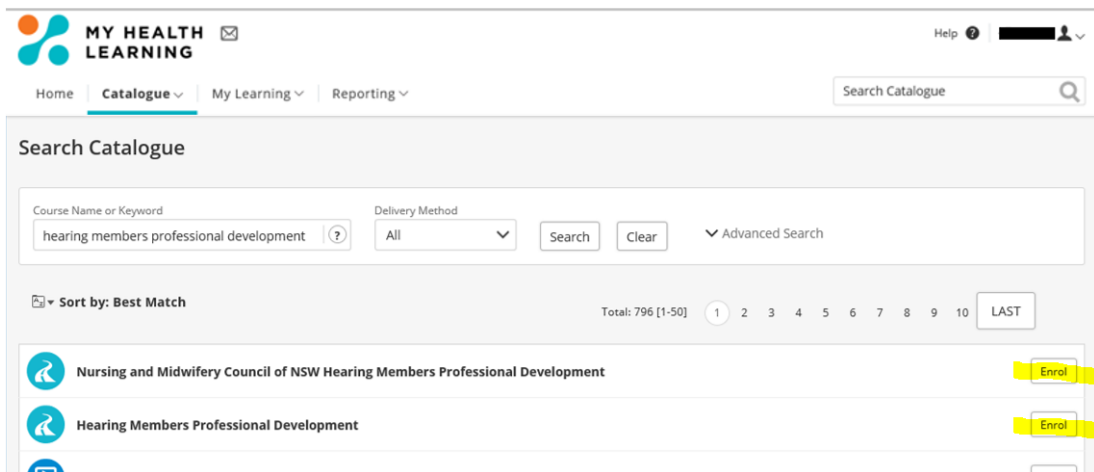 MY HEALTH
LEARNING
Help ?
Home Catalogue My Learning Reporting
Search Catalogue
Search Catalogue
Course Name or Keyword Delivery Method
hearing members professional development ? All Search Clear Advanced Search
Sort by: Best Match
Total: 796 [1-50] 1 2 3 4 5 6 7 8 9 10 LAST
Nursing and Midwifery Council of NSW Hearing Members Professional Development Enrol
Hearing Members Professional Development Enrol